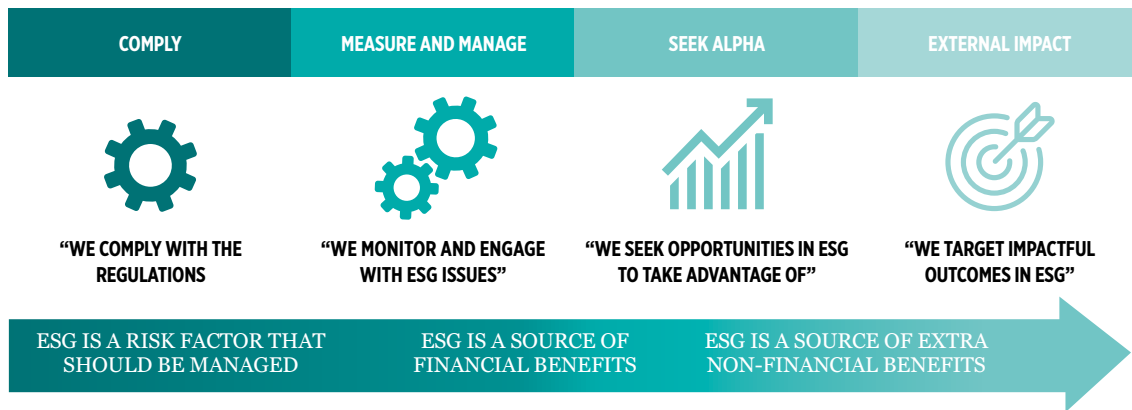 COMPLY
MEASURE AND MANAGE
SEEK ALPHA
EXTERNAL IMPACT
“WE COMPLY WITH THE
REGULATIONS
“WE MONITOR AND ENGAGE
WITH ESG ISSUES”
“WE SEEK OPPORTUNITIES IN ESG
TO TAKE ADVANTAGE OF”
“WE TARGET IMPACTFUL
OUTCOMES IN ESG”
ESG IS A RISK FACTOR THAT
SHOULD BE MANAGED
ESG IS A SOURCE OF
FINANCIAL BENEFITS
ESG IS A SOURCE OF EXTRA
NON-FINANCIAL BENEFITS